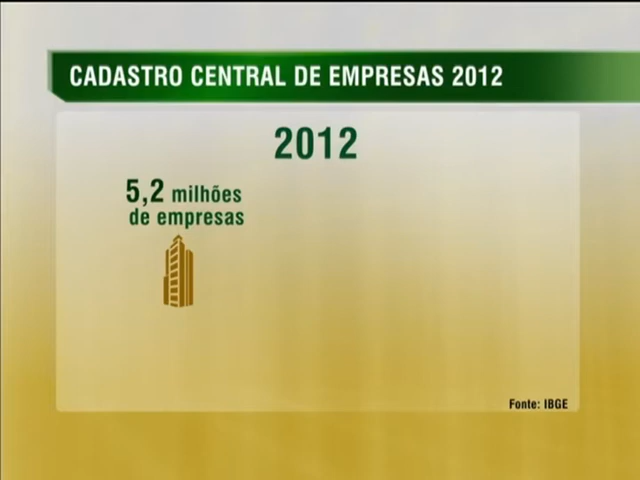 CADASTRO CENTRAL DE EMPRESAS 2012
2012
5,2 milhões
de empresas
Fonte: IBGE